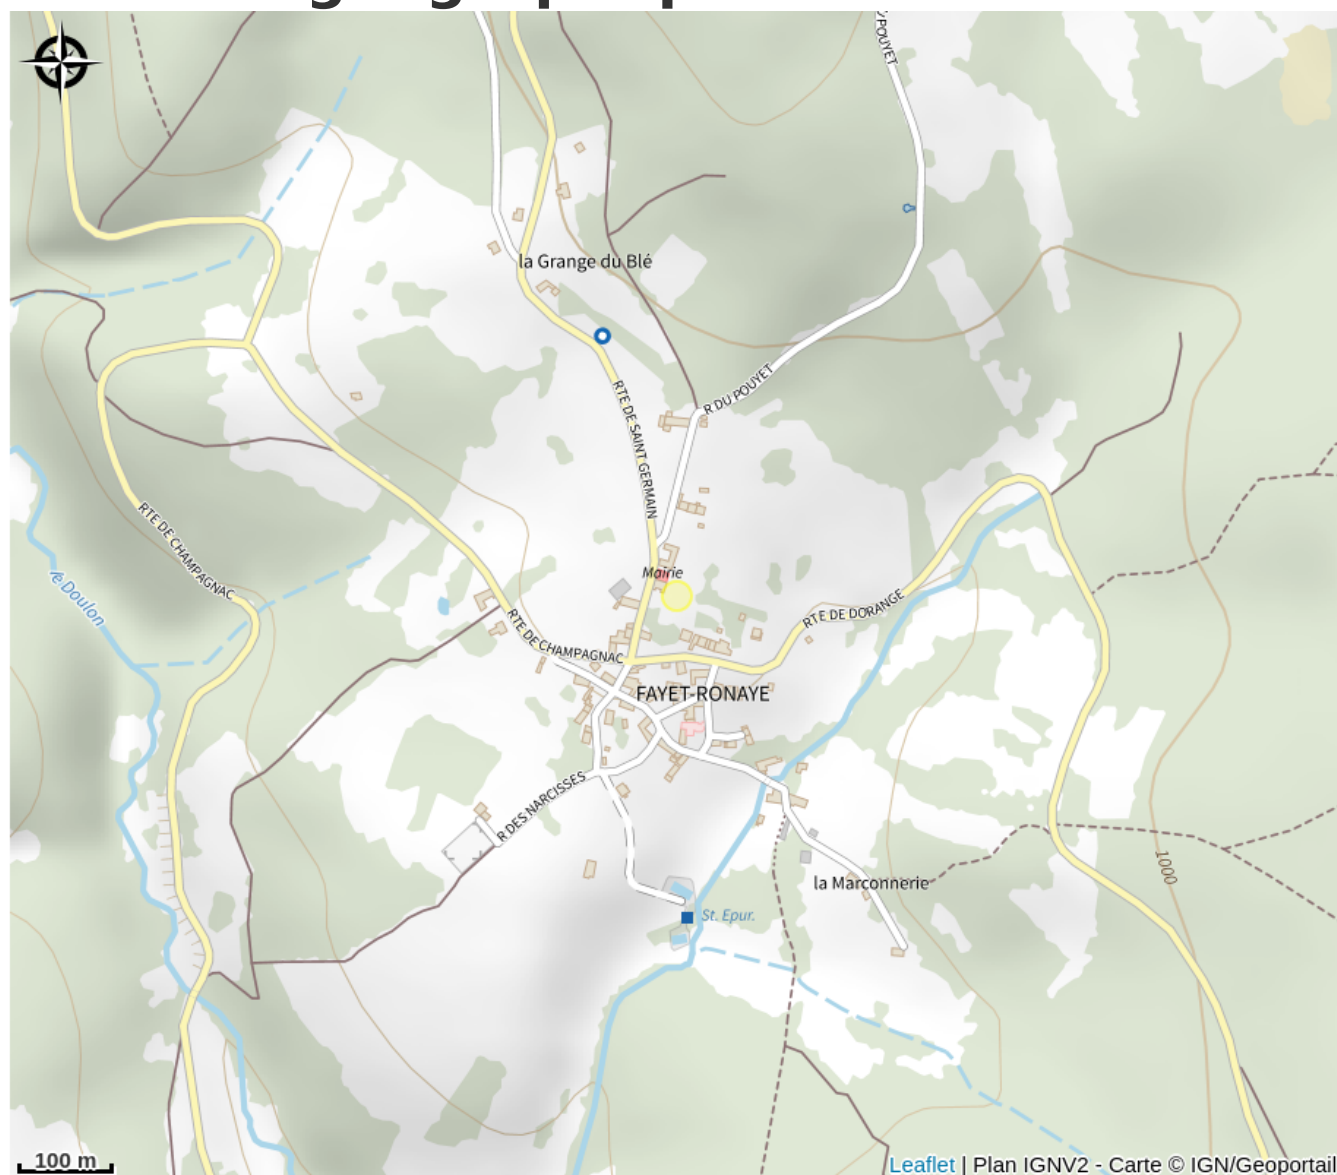 POUYET
la Grange du Blé
R DU POUYET
RTE DE SAINT GERMAIN
RTE DE CHAMPAGNAC
le Doulon
Mairie
RTE DE DORANGE
RTE DE CHAMPAGNAC
FAYET-RONAYE
R DES NARCISSES
la Marconnerie
1000
St. Epur.
100 m
Leaflet | Plan IGNV2 - Carte © IGN/Geoportail